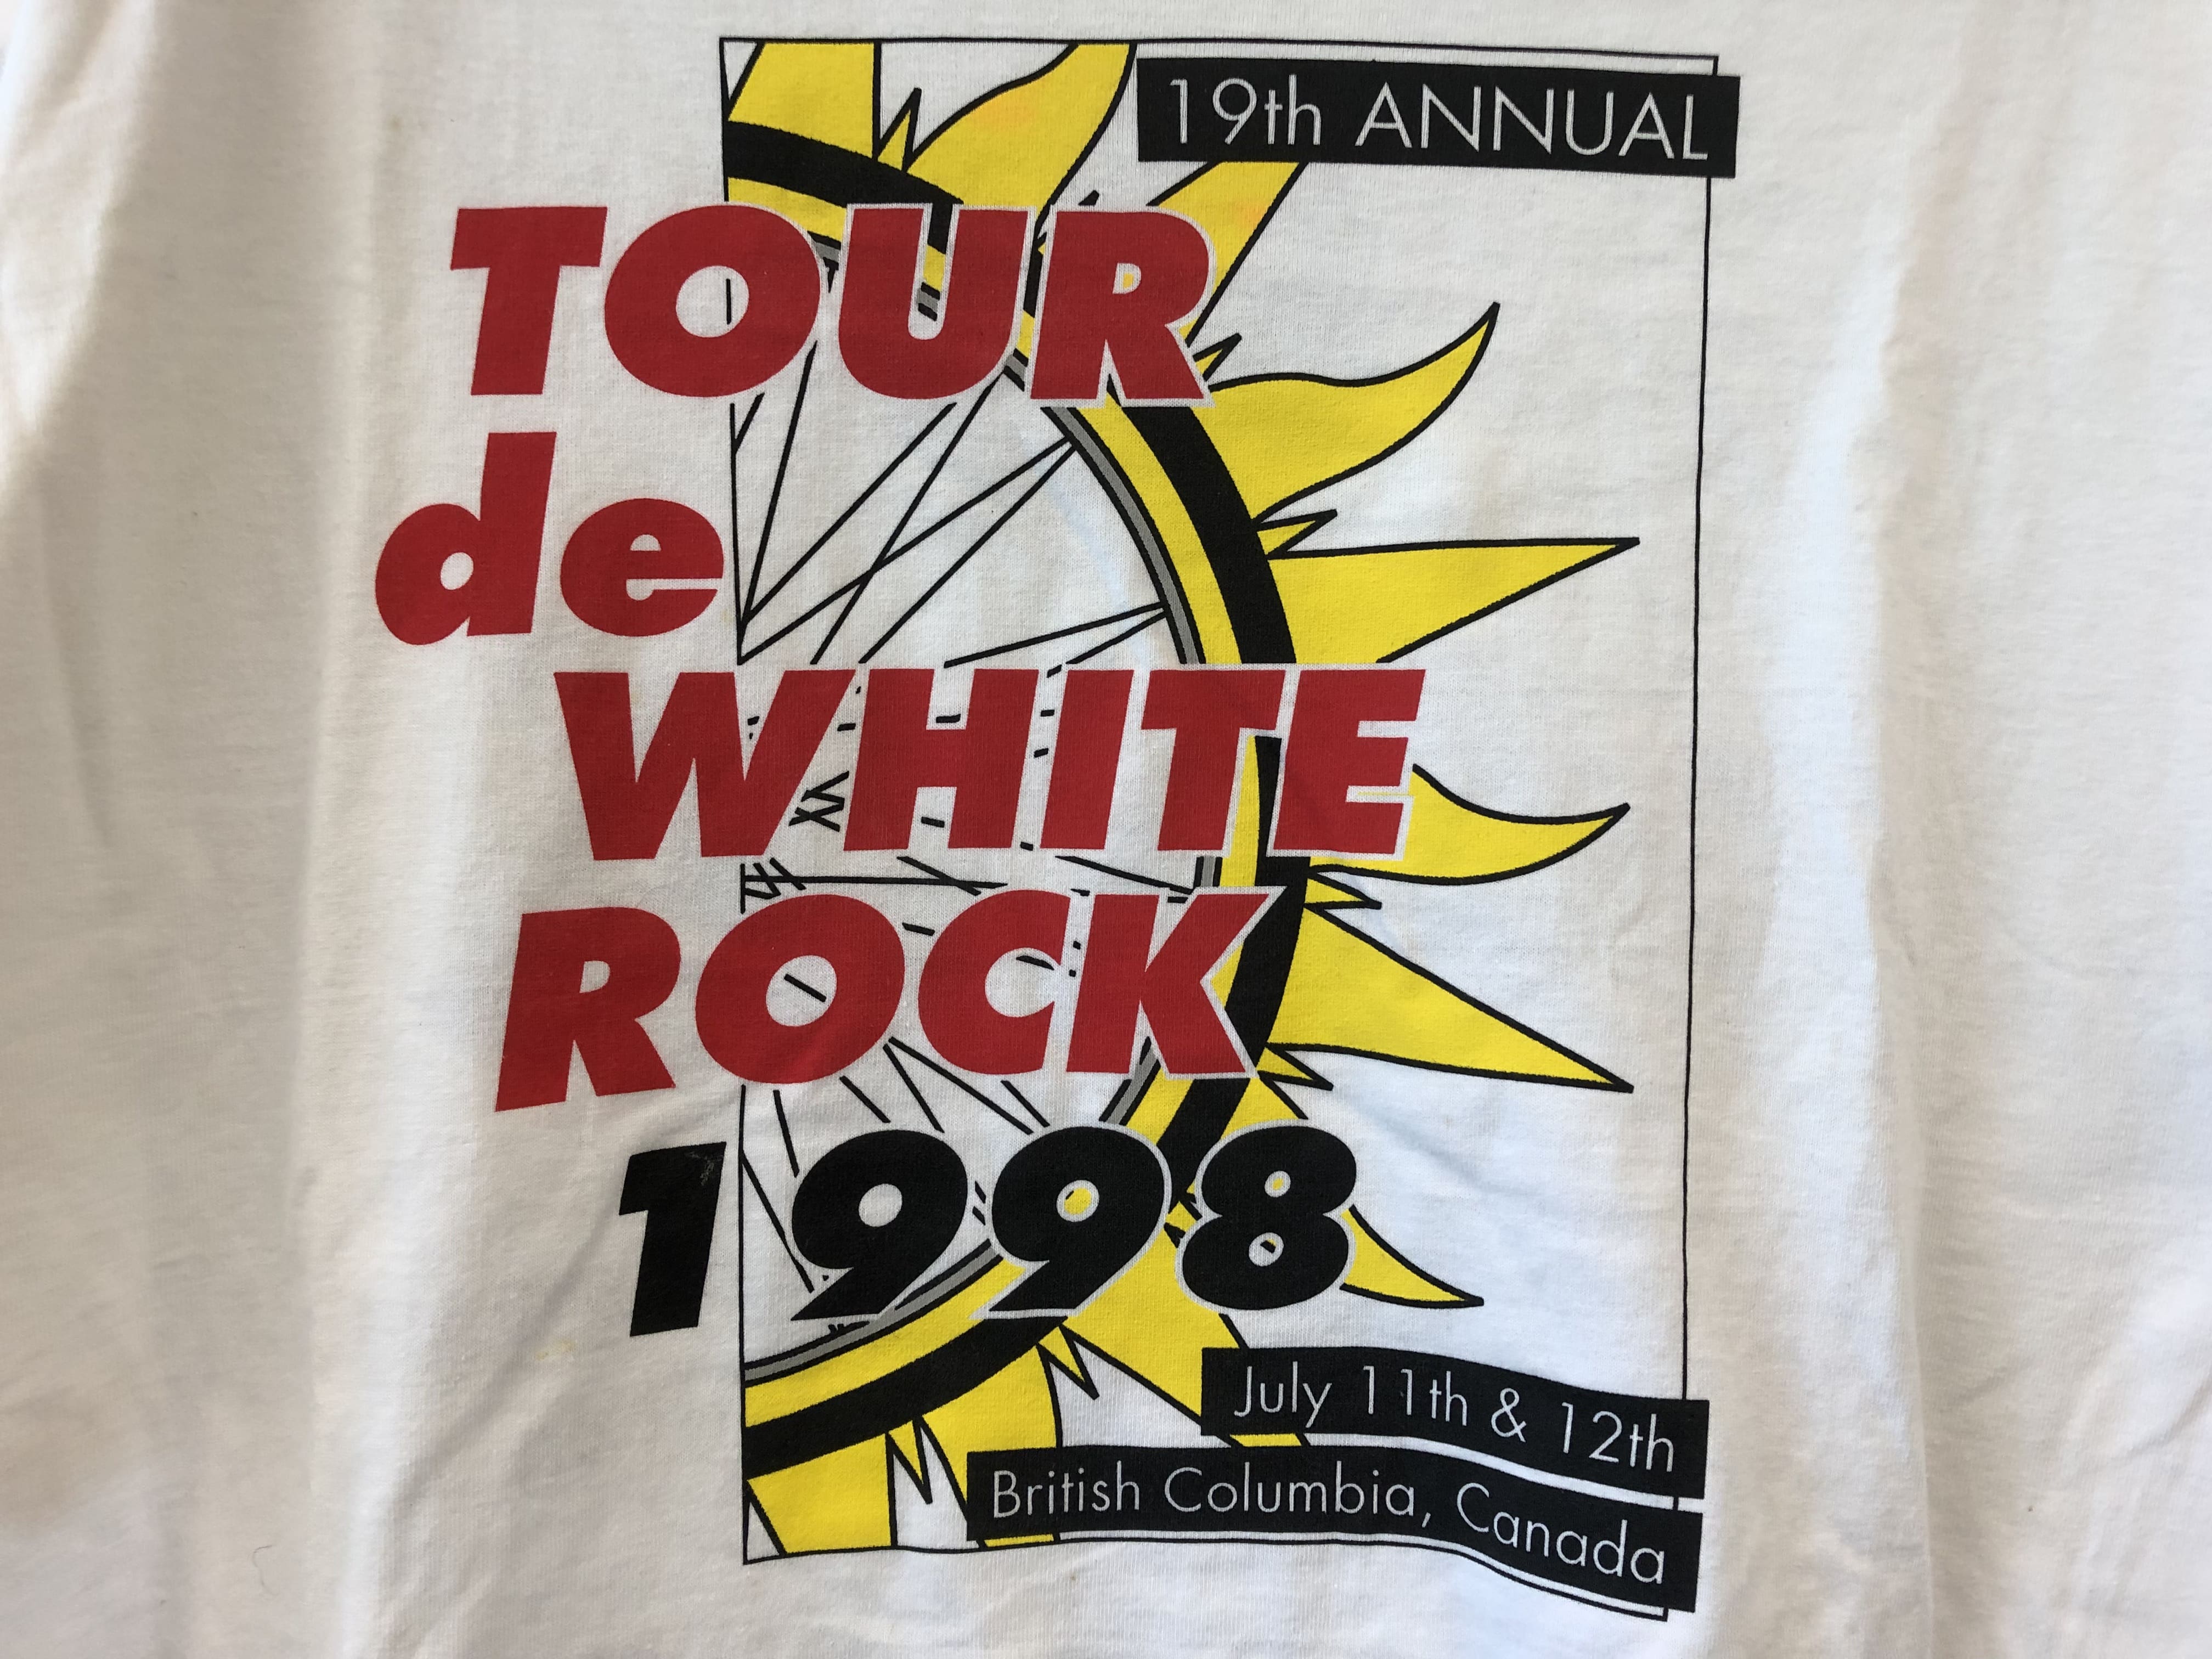 19th ANNUAL
TOUR
de
WHITE
ROCK
1998
July 11th & 12th
British Columbia, Canada